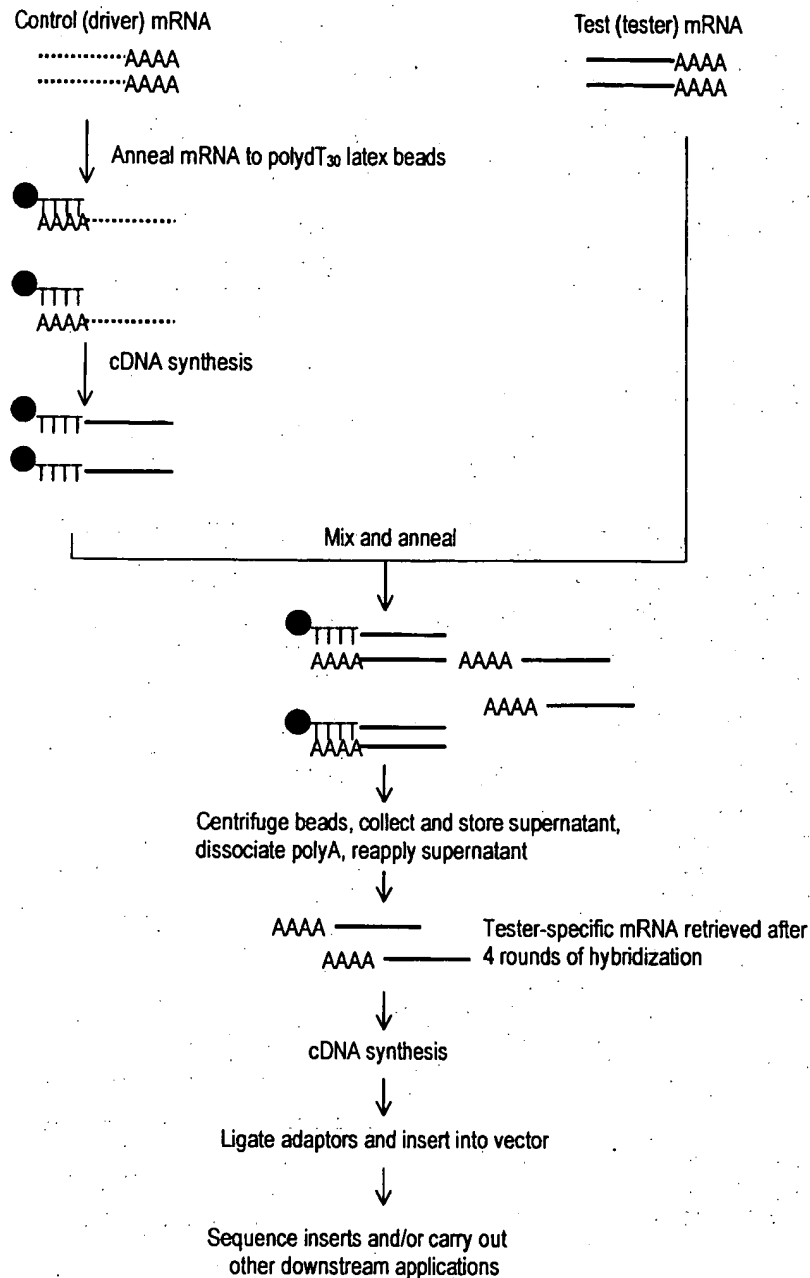 Control (driver) mRNA
Test (tester) mRNA
AAAA
AAAA
AAAA
AAAA
Anneal mRNA to polydT₃₀ latex beads
TTTT
AAAA
TTTT
AAAA
cDNA synthesis
TTTT
TTTT
Mix and anneal
TTTT
AAAA AAAA
AAAA
TTTT
AAAA
Centrifuge beads, collect and store supernatant,
dissociate polyA, reapply supernatant
AAAA
Tester-specific mRNA retrieved after
AAAA
4 rounds of hybridization
cDNA synthesis
Ligate adaptors and insert into vector
Sequence inserts and/or carry out
other downstream applications